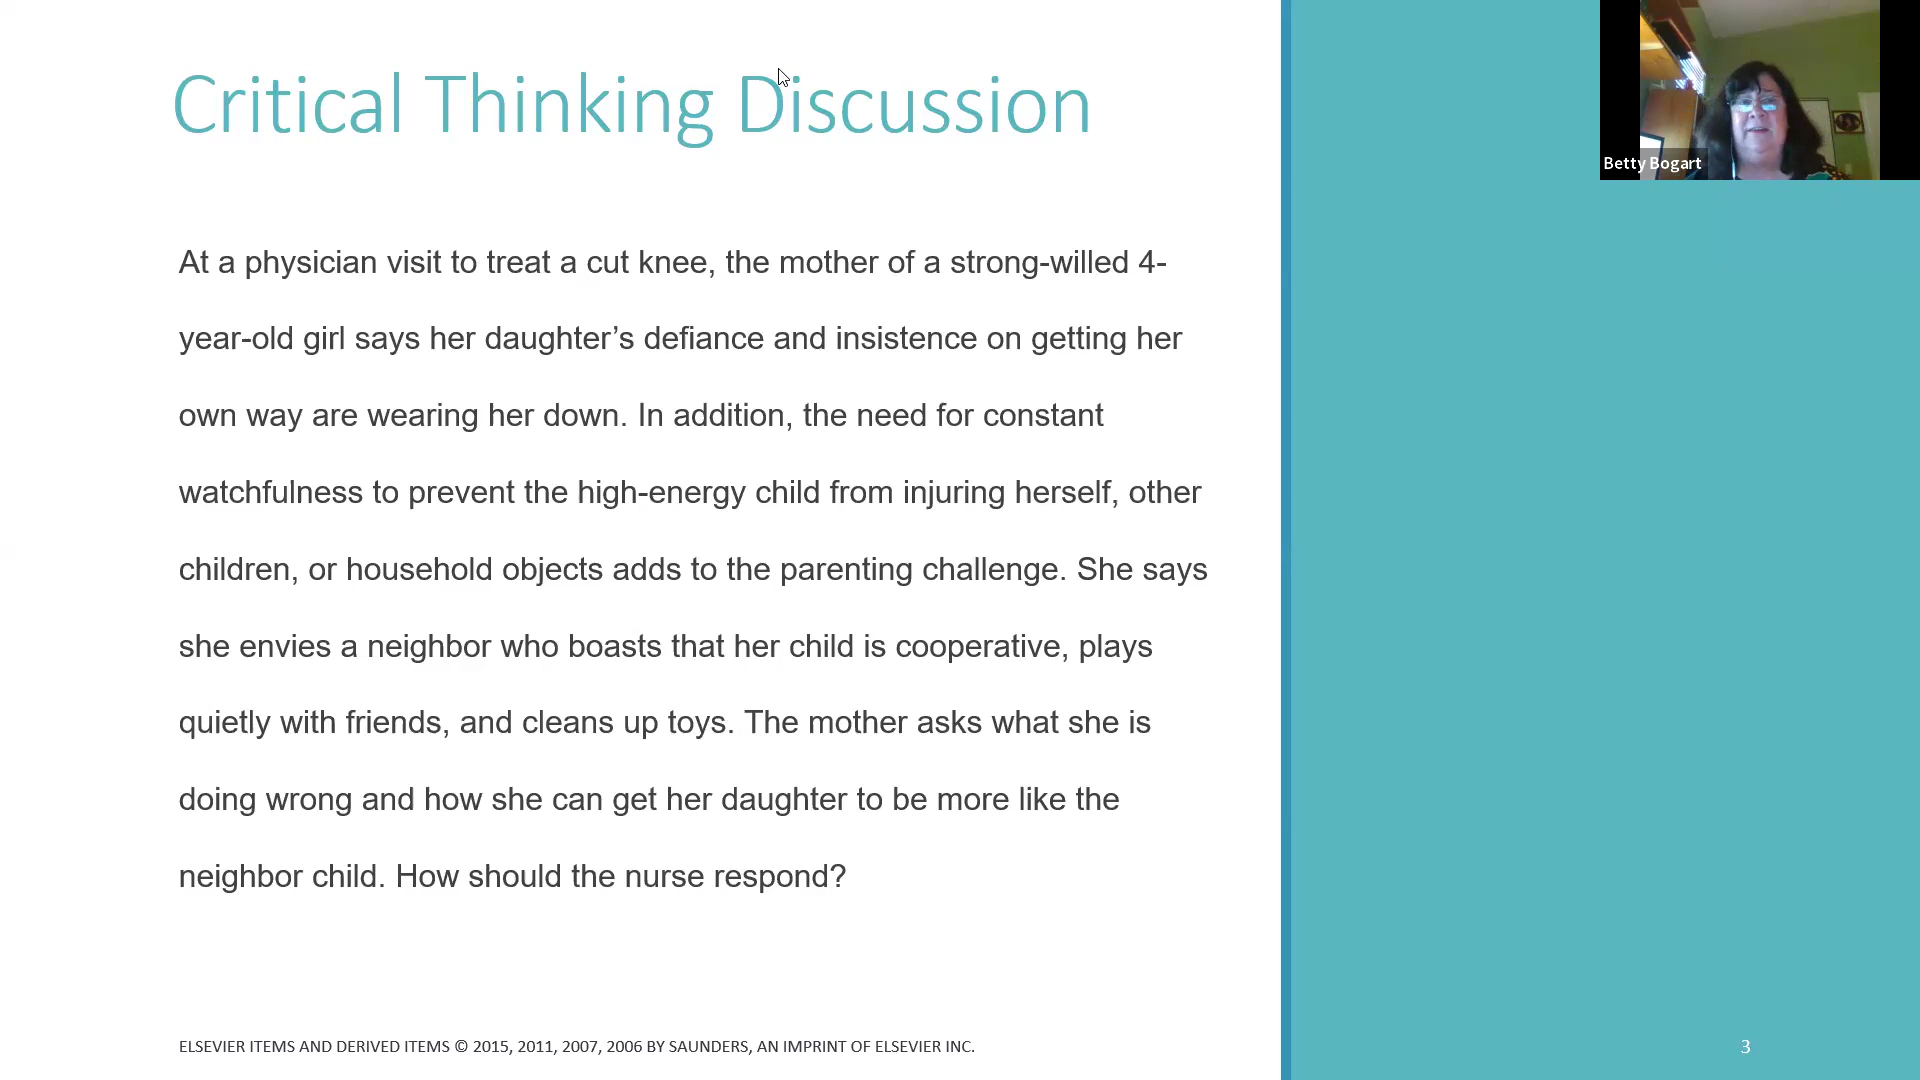 Critical Thinking Discussion
Betty Bogart
At a physician visit to treat a cut knee, the mother of a strong-willed 4-
year-old girl says her daughter’s defiance and insistence on getting her
own way are wearing her down. In addition, the need for constant
watchfulness to prevent the high-energy child from injuring herself, other
children, or household objects adds to the parenting challenge. She says
she envies a neighbor who boasts that her child is cooperative, plays
quietly with friends, and cleans up toys. The mother asks what she is
doing wrong and how she can get her daughter to be more like the
neighbor child. How should the nurse respond?
ELSEVIER ITEMS AND DERIVED ITEMS © 2015, 2011, 2007, 2006 BY SAUNDERS, AN IMPRINT OF ELSEVIER INC.
3